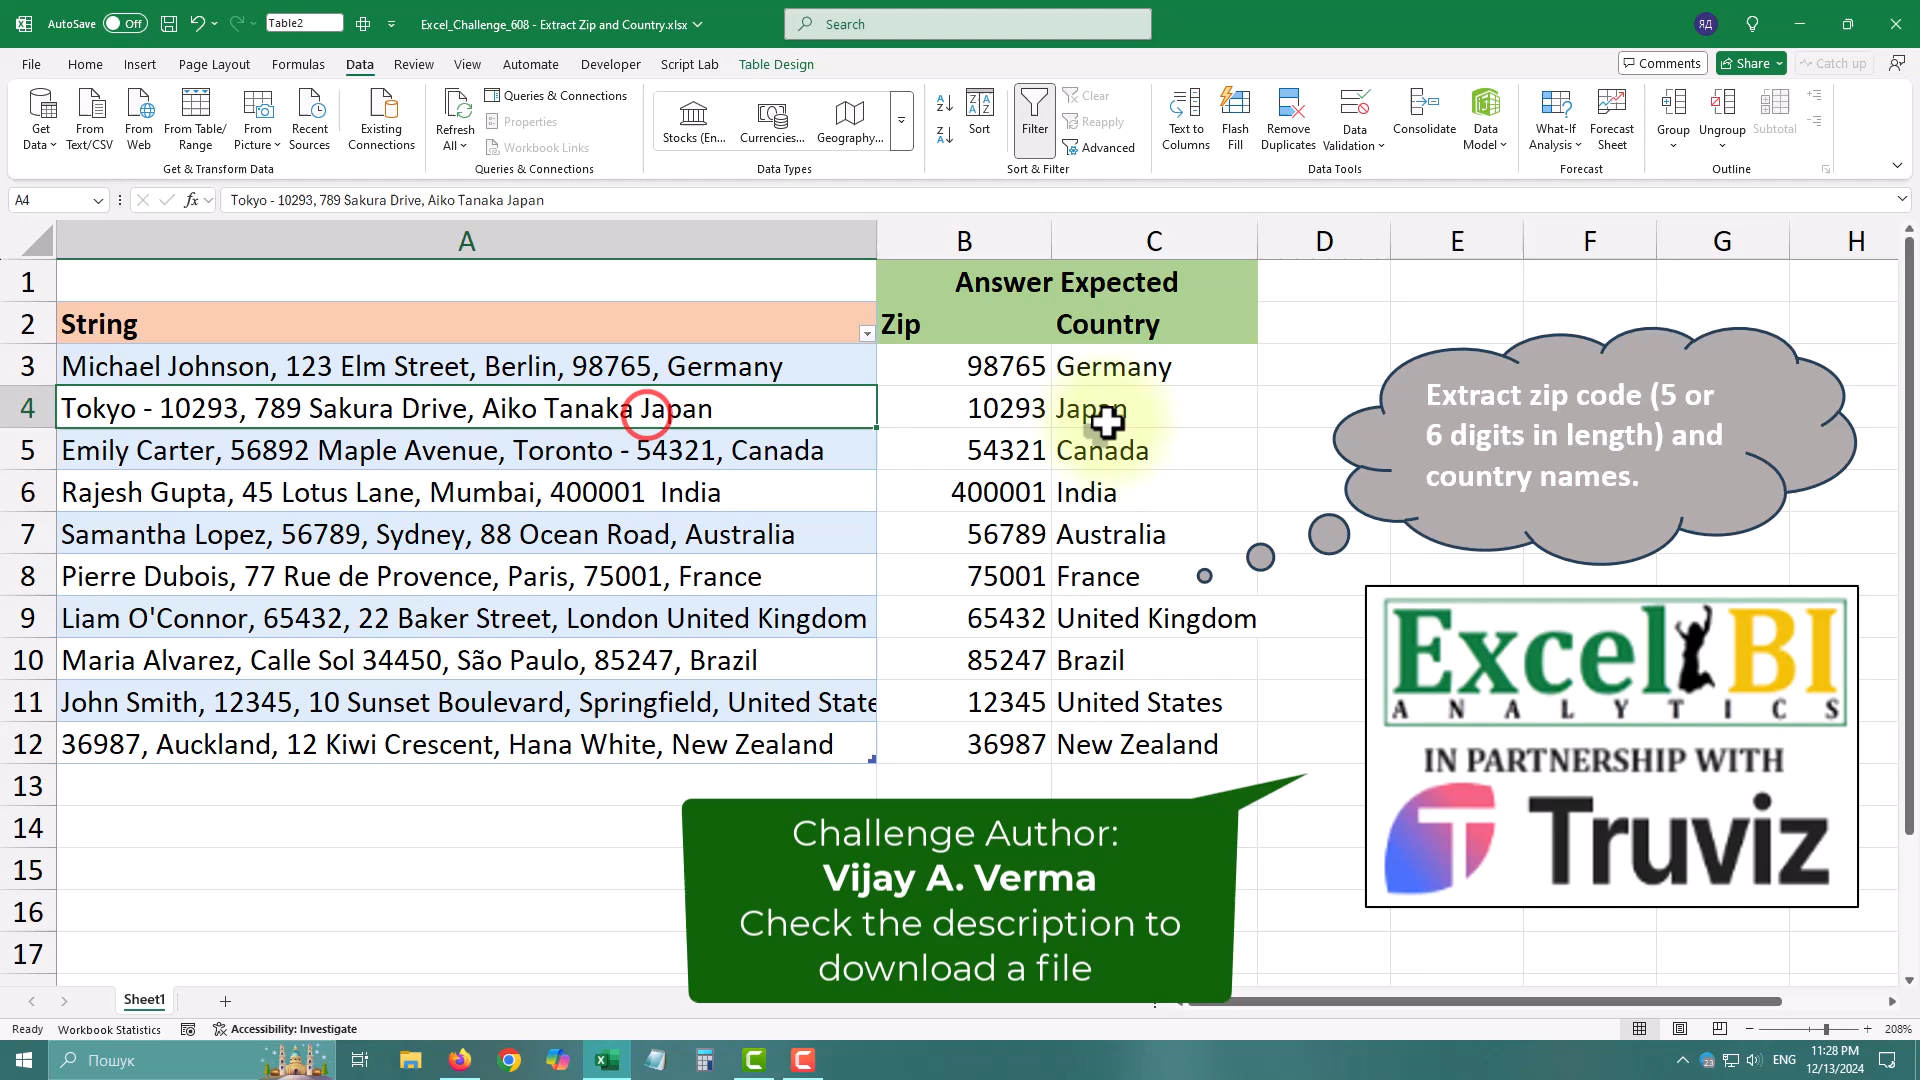 AutoSave Off Table2 Excel_Challenge_608 - Extract Zip and Country.xlsx Search ЯД
File Home Insert Page Layout Formulas Data Review View Automate Developer Script Lab Table Design Comments Share Catch up
Get Data From Text/CSV From Web From Table/ Range From Picture Recent Sources Existing Connections
Get & Transform Data
Refresh All Queries & Connections
Properties
Workbook Links
Queries & Connections
Stocks (En... Currencies... Geography...
Data Types
Sort Filter Clear
Reapply
Advanced
Sort & Filter
Text to Columns Flash Fill Remove Duplicates Data Validation Consolidate Data Model
Data Tools
What-If Analysis Forecast Sheet
Forecast
Group Ungroup Subtotal
Outline
A4 fx Tokyo - 10293, 789 Sakura Drive, Aiko Tanaka Japan
A B C D E F G H
1 Answer Expected
2 String Zip Country
3 Michael Johnson, 123 Elm Street, Berlin, 98765, Germany 98765 Germany
4 Tokyo - 10293, 789 Sakura Drive, Aiko Tanaka Japan 10293 Japan
5 Emily Carter, 56892 Maple Avenue, Toronto - 54321, Canada 54321 Canada
6 Rajesh Gupta, 45 Lotus Lane, Mumbai, 400001  India 400001 India
7 Samantha Lopez, 56789, Sydney, 88 Ocean Road, Australia 56789 Australia
8 Pierre Dubois, 77 Rue de Provence, Paris, 75001, France 75001 France
9 Liam O'Connor, 65432, 22 Baker Street, London United Kingdom 65432 United Kingdom
10 Maria Alvarez, Calle Sol 34450, São Paulo, 85247, Brazil 85247 Brazil
11 John Smith, 12345, 10 Sunset Boulevard, Springfield, United State 12345 United States
12 36987, Auckland, 12 Kiwi Crescent, Hana White, New Zealand 36987 New Zealand
13
14
15
16
17
Extract zip code (5 or
6 digits in length) and
country names.
Excel BI
ANALYTICS
IN PARTNERSHIP WITH
Truviz
Challenge Author:
Vijay A. Verma
Check the description to
download a file
Sheet1
Ready Workbook Statistics Accessibility: Investigate 208%
Пошук 23 ENG 11:28 PM
12/13/2024